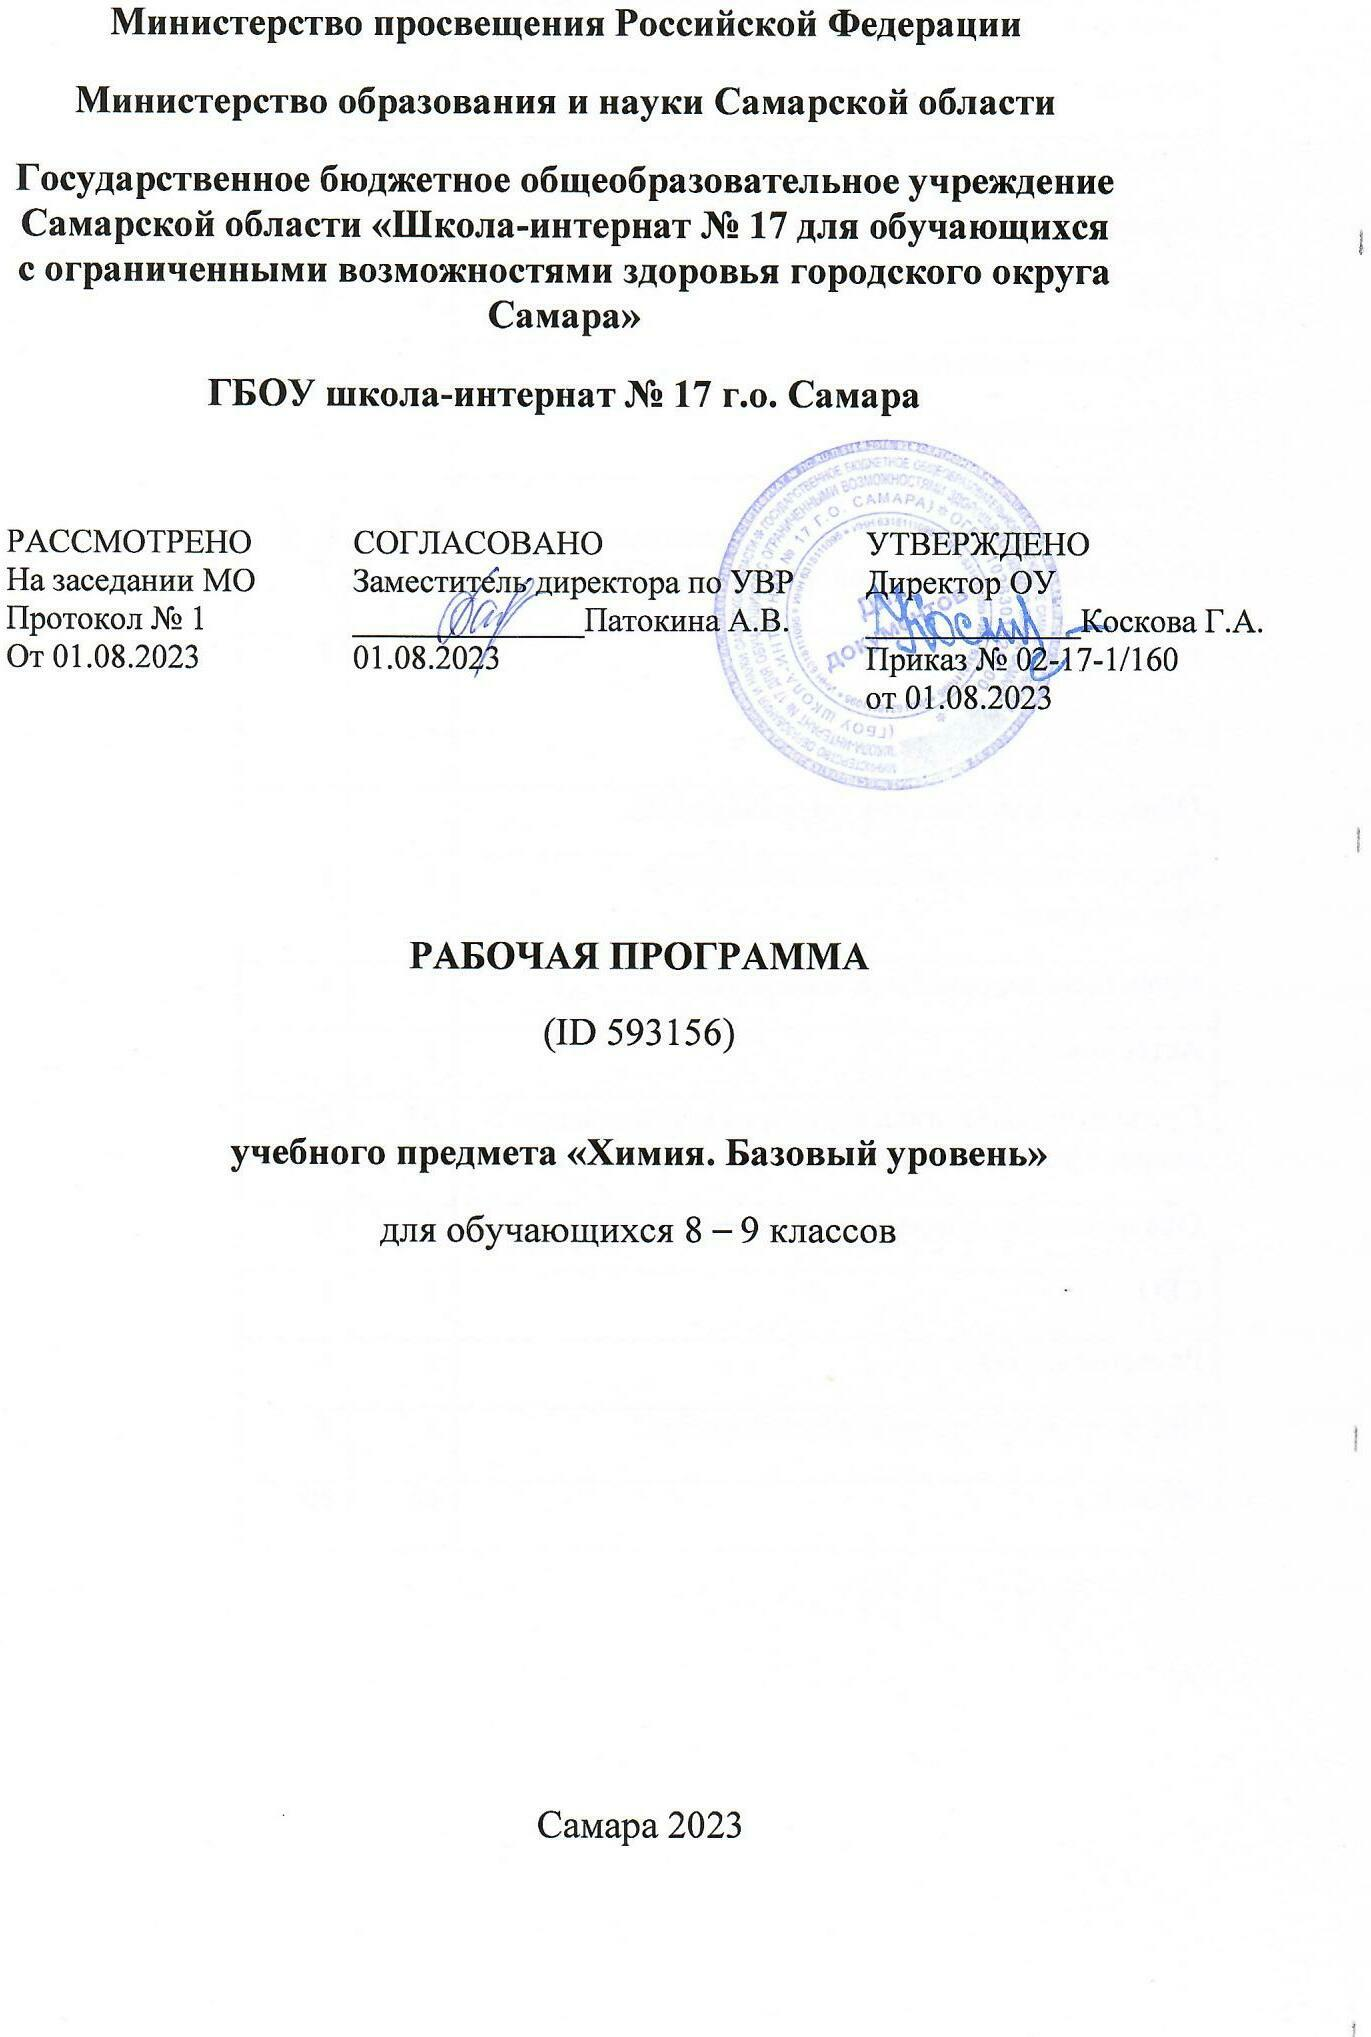 Министерство просвещения Российской Федерации
Министерство образования и науки Самарской области
Государственное бюджетное общеобразовательное учреждение
Самарской области «Школа-интернат № 17 для обучающихся
с ограниченными возможностями здоровья городского округа
Самара»
ГБОУ школа-интернат № 17 г.о. Самара
РАССМОТРЕНО
На заседании МО
Протокол № 1
От 01.08.2023
СОГЛАСОВАНО
Заместитель директора по УВР
Патокина А.В.
01.08.2023
УТВЕРЖДЕНО
Директор ОУ
Коскова Г.А.
Приказ № 02-17-1/160
от 01.08.2023
РАБОЧАЯ ПРОГРАММА
(ID 593156)
учебного предмета «Химия. Базовый уровень»
для обучающихся 8 – 9 классов
Самара 2023